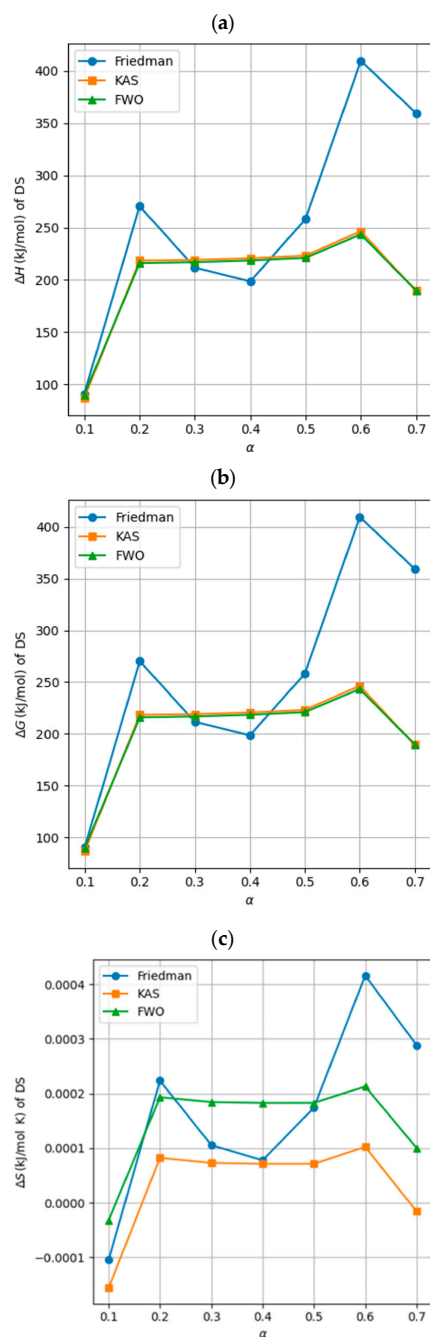 (a)
400
350
300
250
200
150
100
ΔH (kJ/mol) of DS
Friedman
KAS
FWO
0.1 0.2 0.3 0.4 0.5 0.6 0.7
α
(b)
400
350
300
250
200
150
100
ΔG (kJ/mol) of DS
Friedman
KAS
FWO
0.1 0.2 0.3 0.4 0.5 0.6 0.7
α
(c)
0.0004
0.0003
0.0002
0.0001
0.0000
−0.0001
ΔS (kJ/mol K) of DS
Friedman
KAS
FWO
0.1 0.2 0.3 0.4 0.5 0.6 0.7
α